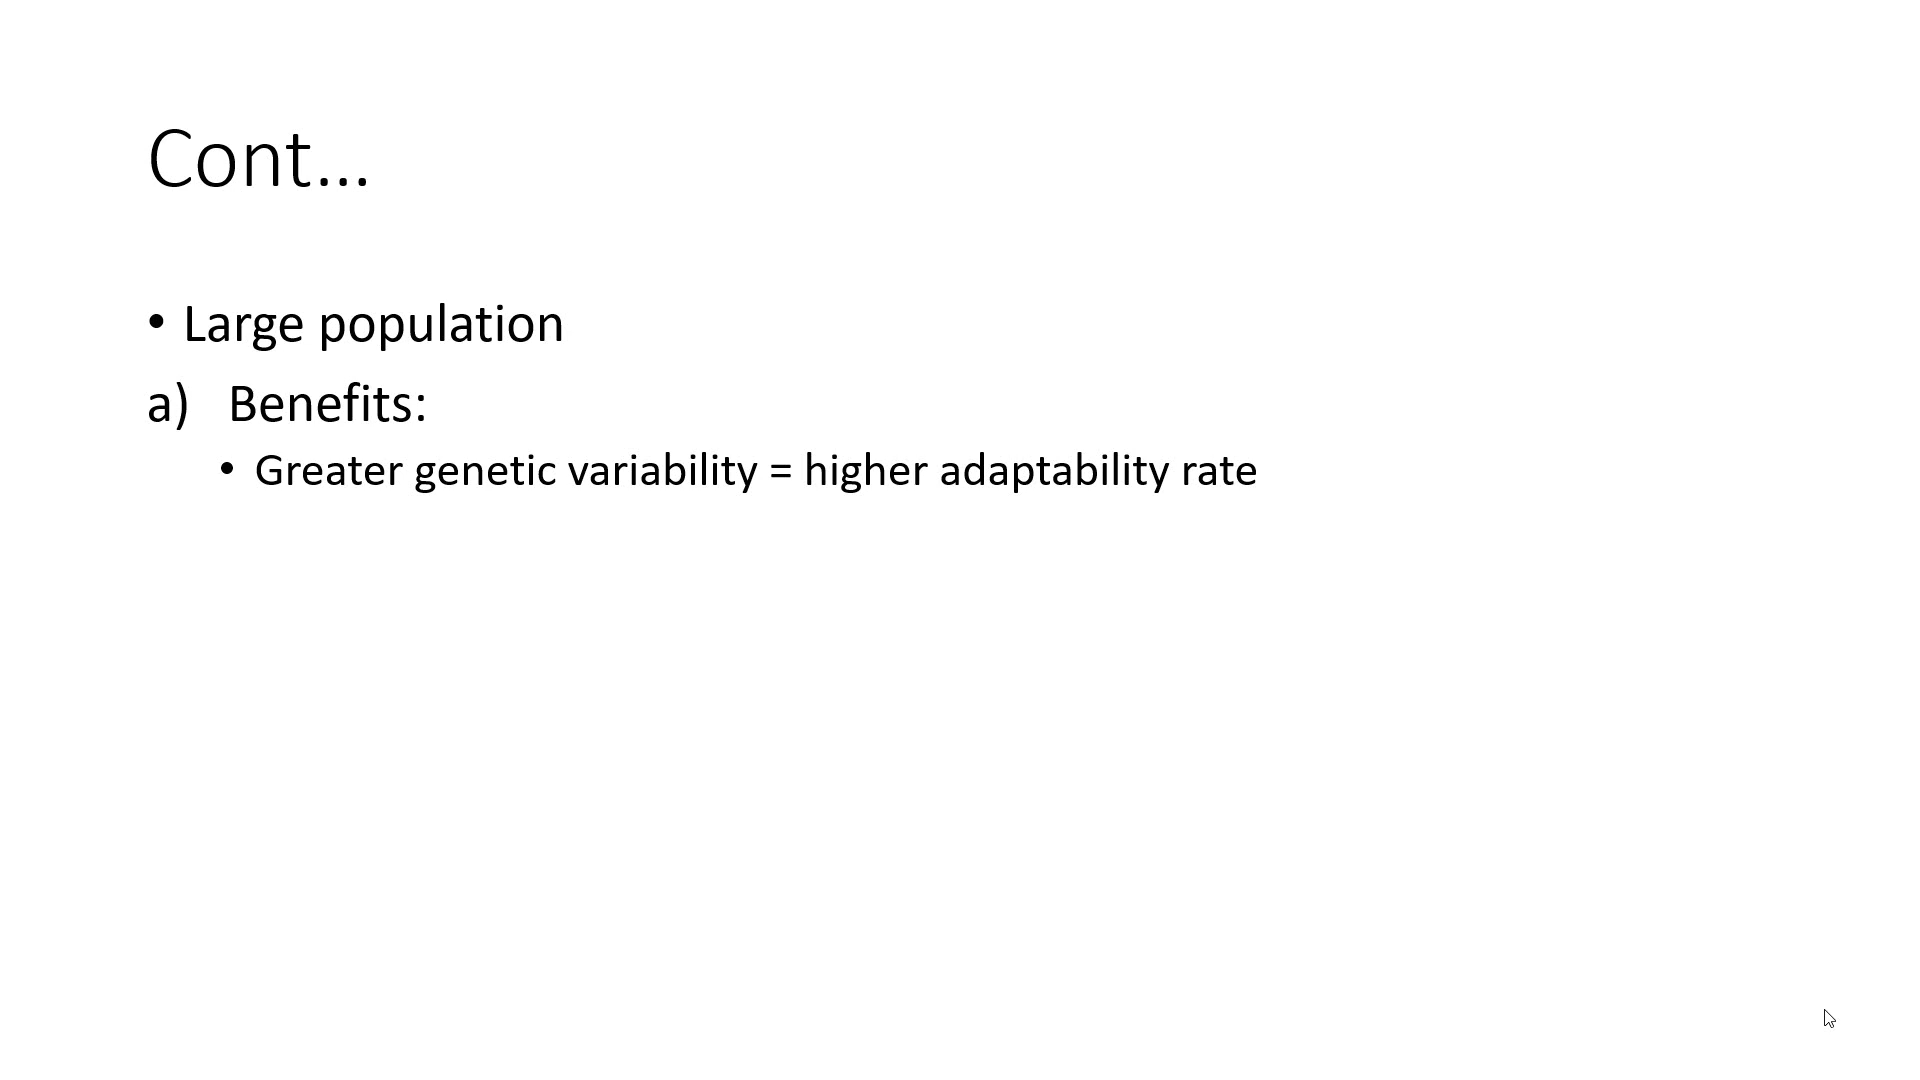 Cont...
• Large population
a) Benefits:
• Greater genetic variability = higher adaptability rate